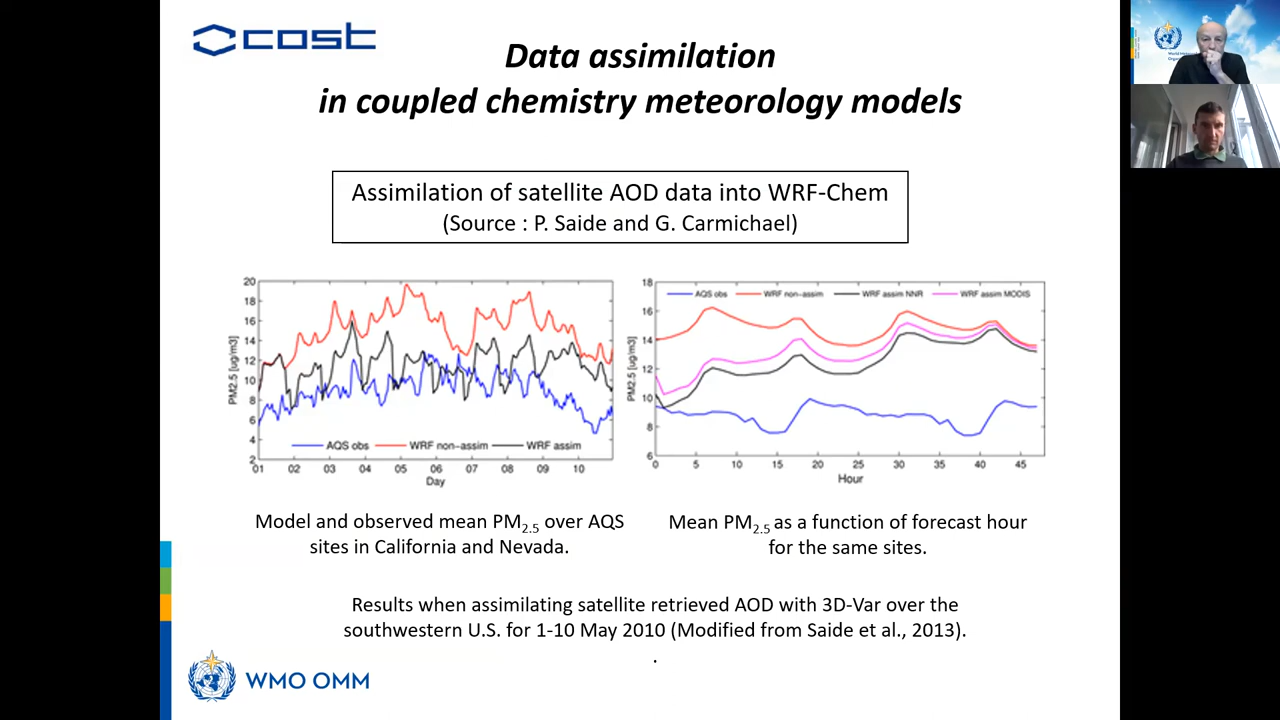 cost
Data assimilation
in coupled chemistry meteorology models
Assimilation of satellite AOD data into WRF-Chem
(Source : P. Saide and G. Carmichael)
20
18
16
14
12
10
8
6
4
2
PM2.5 [ug/m3]
AQS obs
WRF non-assim
WRF assim
01 02 03 04 05 06 07 08 09 10
Day
18
16
14
12
10
8
6
PM2.5 [ug/m3]
AQS obs
WRF non-assim
WRF assim NNR
WRF assim MODIS
0 5 10 15 20 25 30 35 40 45
Hour
Model and observed mean PM2.5 over AQS
sites in California and Nevada.
Mean PM2.5 as a function of forecast hour
for the same sites.
Results when assimilating satellite retrieved AOD with 3D-Var over the
southwestern U.S. for 1-10 May 2010 (Modified from Saide et al., 2013).
.
WMO OMM